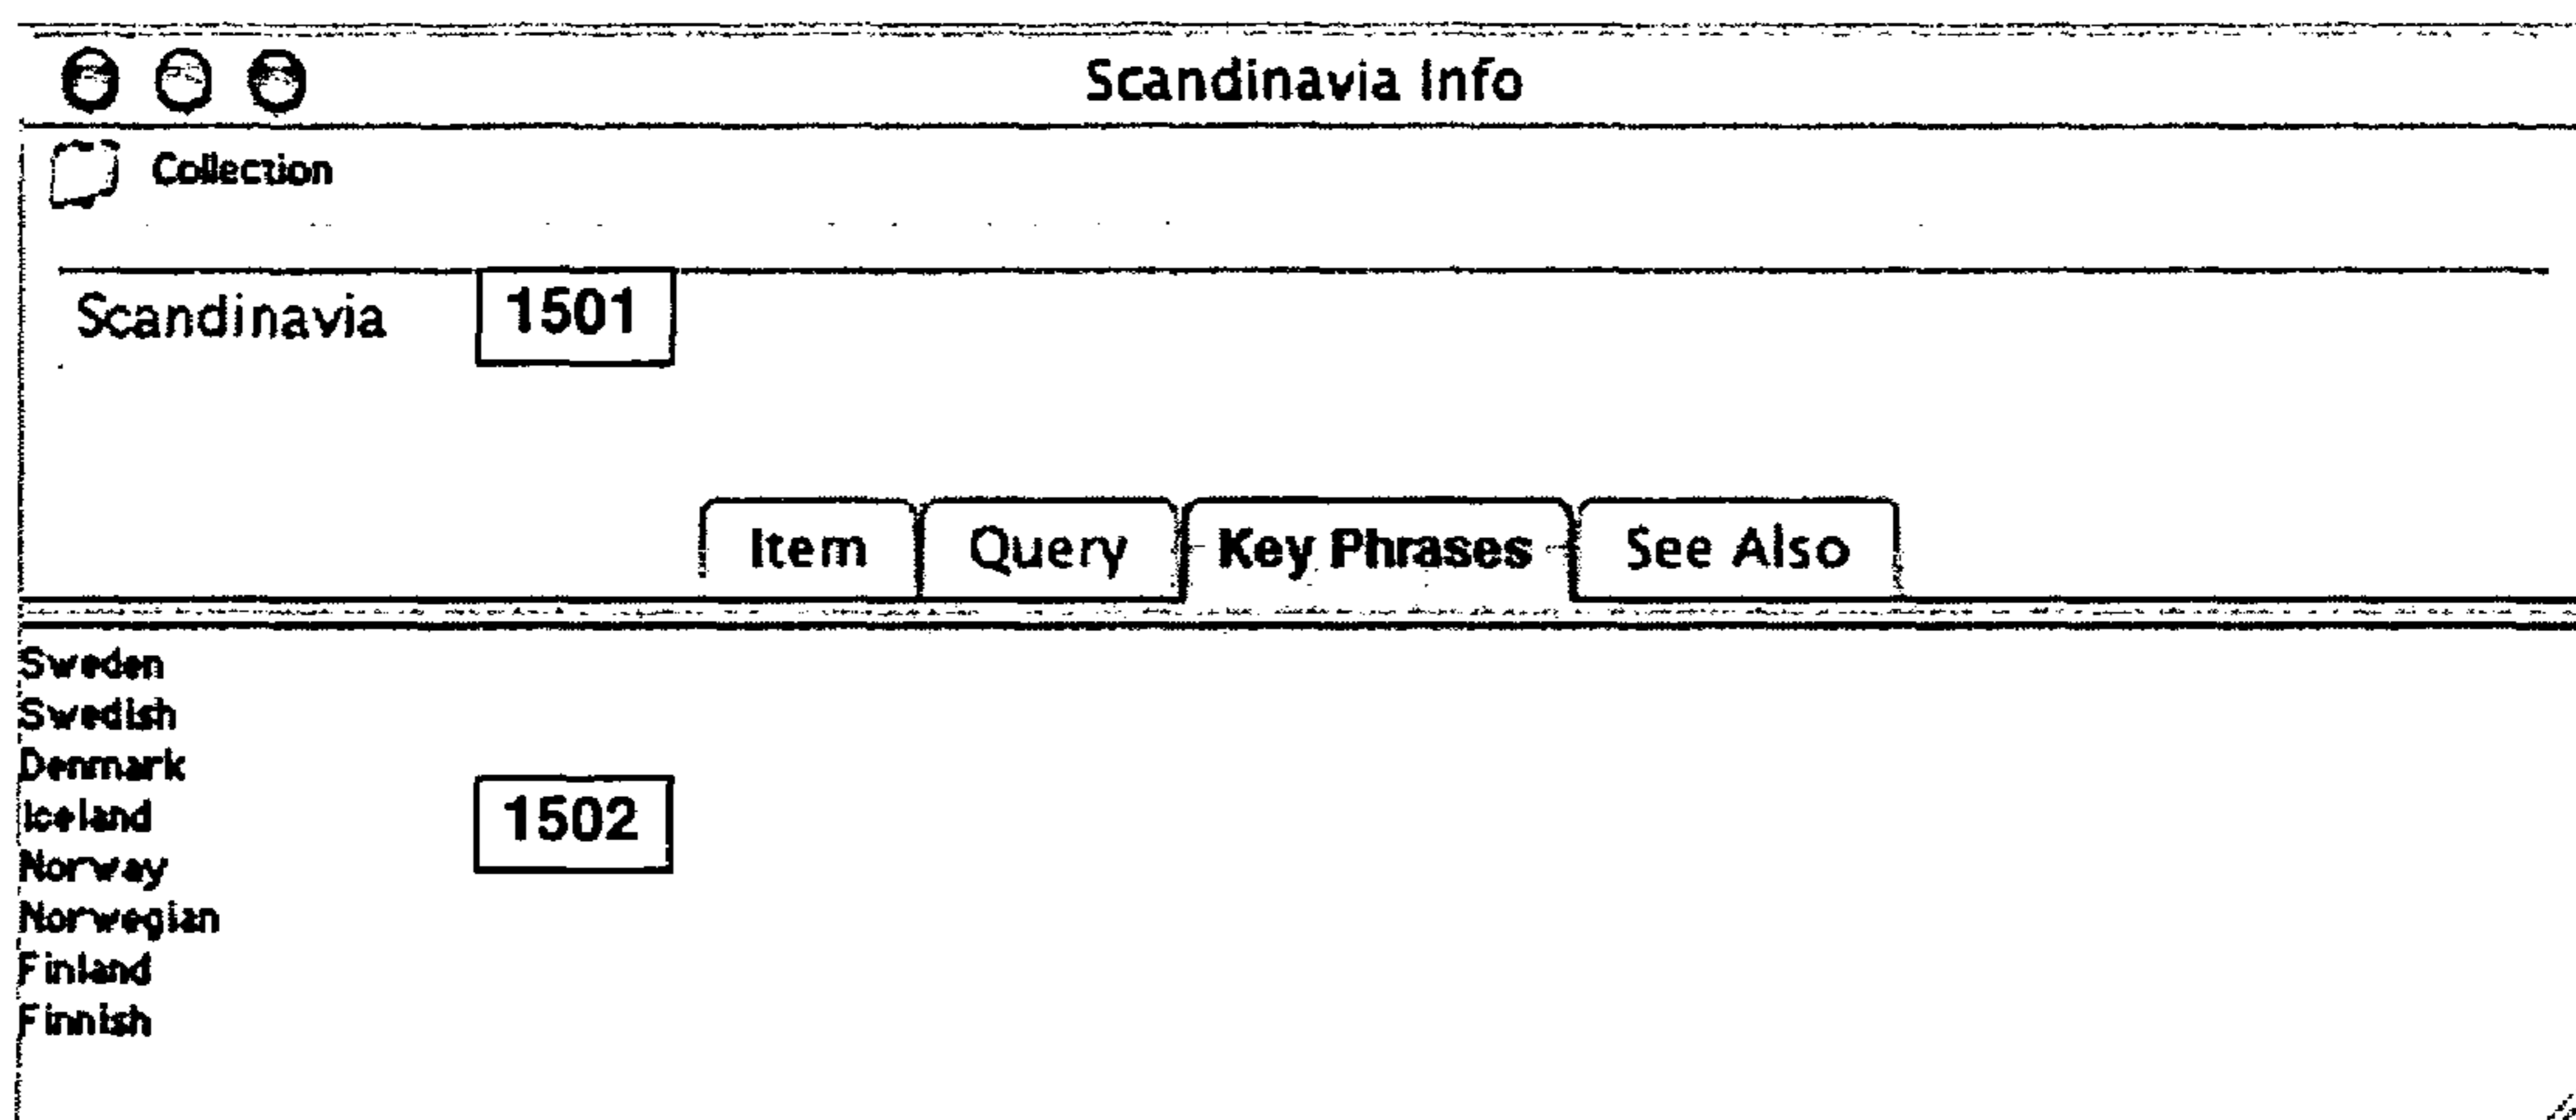 Scandinavia Info
Collection
Scandinavia 1501
Item Query Key Phrases See Also
Sweden
Swedish
Denmark
Iceland
1502
Norway
Norwegian
Finland
Finnish